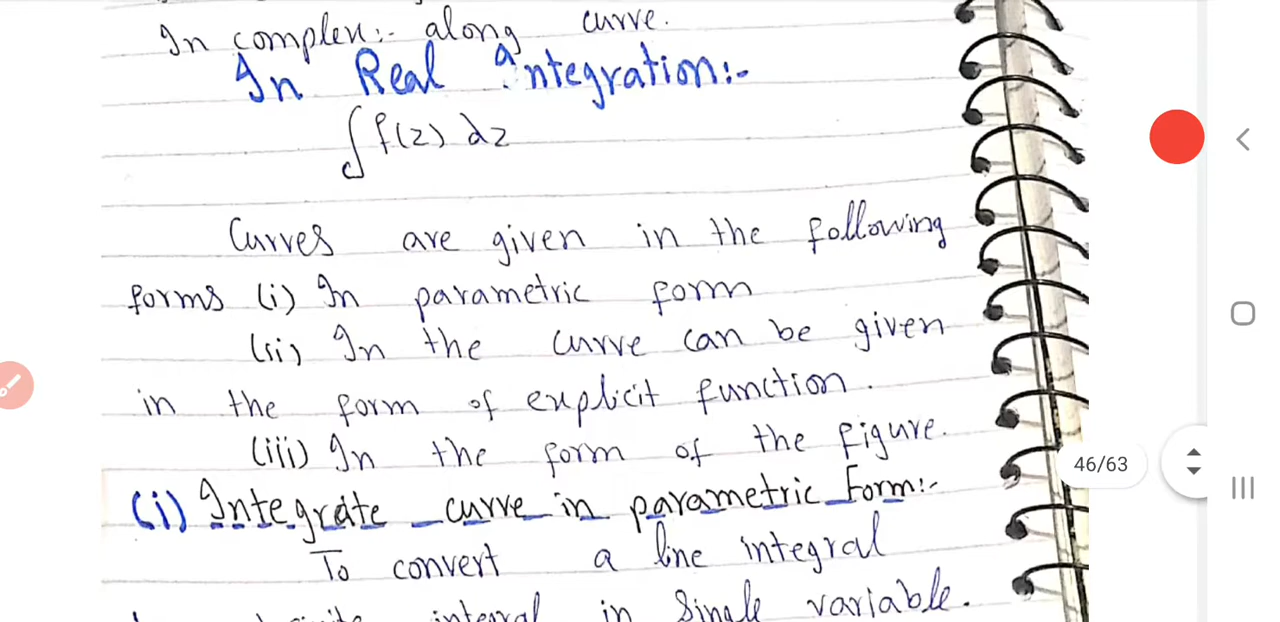 In complex:- along curve.
In Real integration:-
∫f(z) dz
c
Curves are given in the following
forms (i) In parametric form
(ii) In the curve can be given
in the form of explicit function.
(iii) In the form of the figure.
46/63
(i) Integrate curve in parametric Form:-
To convert a line integral
integral in single variable.